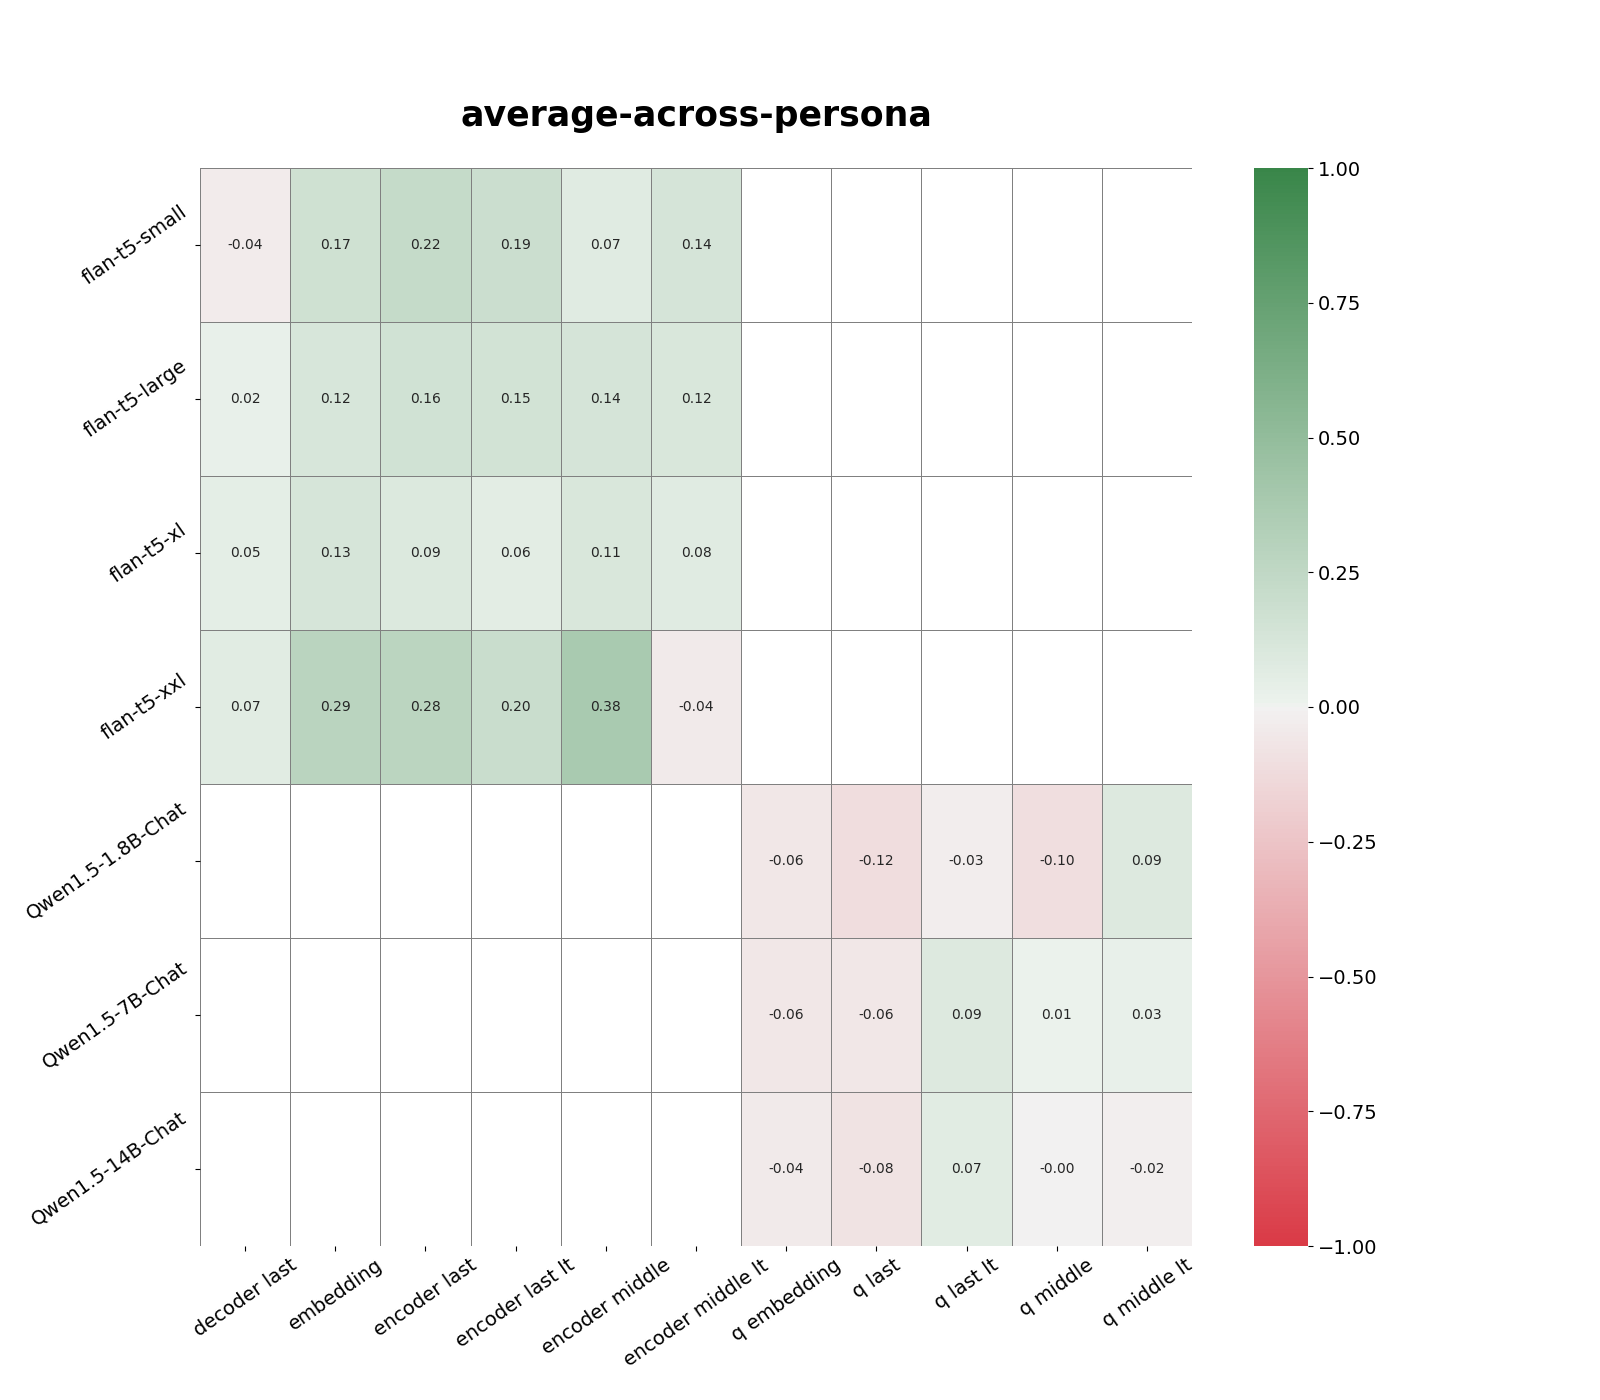 average-across-persona
flan-t5-small
-0.04 0.17 0.22 0.19 0.07 0.14
flan-t5-large
0.02 0.12 0.16 0.15 0.14 0.12
flan-t5-xl
0.05 0.13 0.09 0.06 0.11 0.08
flan-t5-xxl
0.07 0.29 0.28 0.20 0.38 -0.04
Qwen1.5-1.8B-Chat
-0.06 -0.12 -0.03 -0.10 0.09
Qwen1.5-7B-Chat
-0.06 -0.06 0.09 0.01 0.03
Qwen1.5-14B-Chat
-0.04 -0.08 0.07 -0.00 -0.02
decoder last
embedding
encoder last
encoder last lt
encoder middle
encoder middle lt
q embedding
q last
q last lt
q middle
q middle lt
1.00
0.75
0.50
0.25
0.00
−0.25
−0.50
−0.75
−1.00